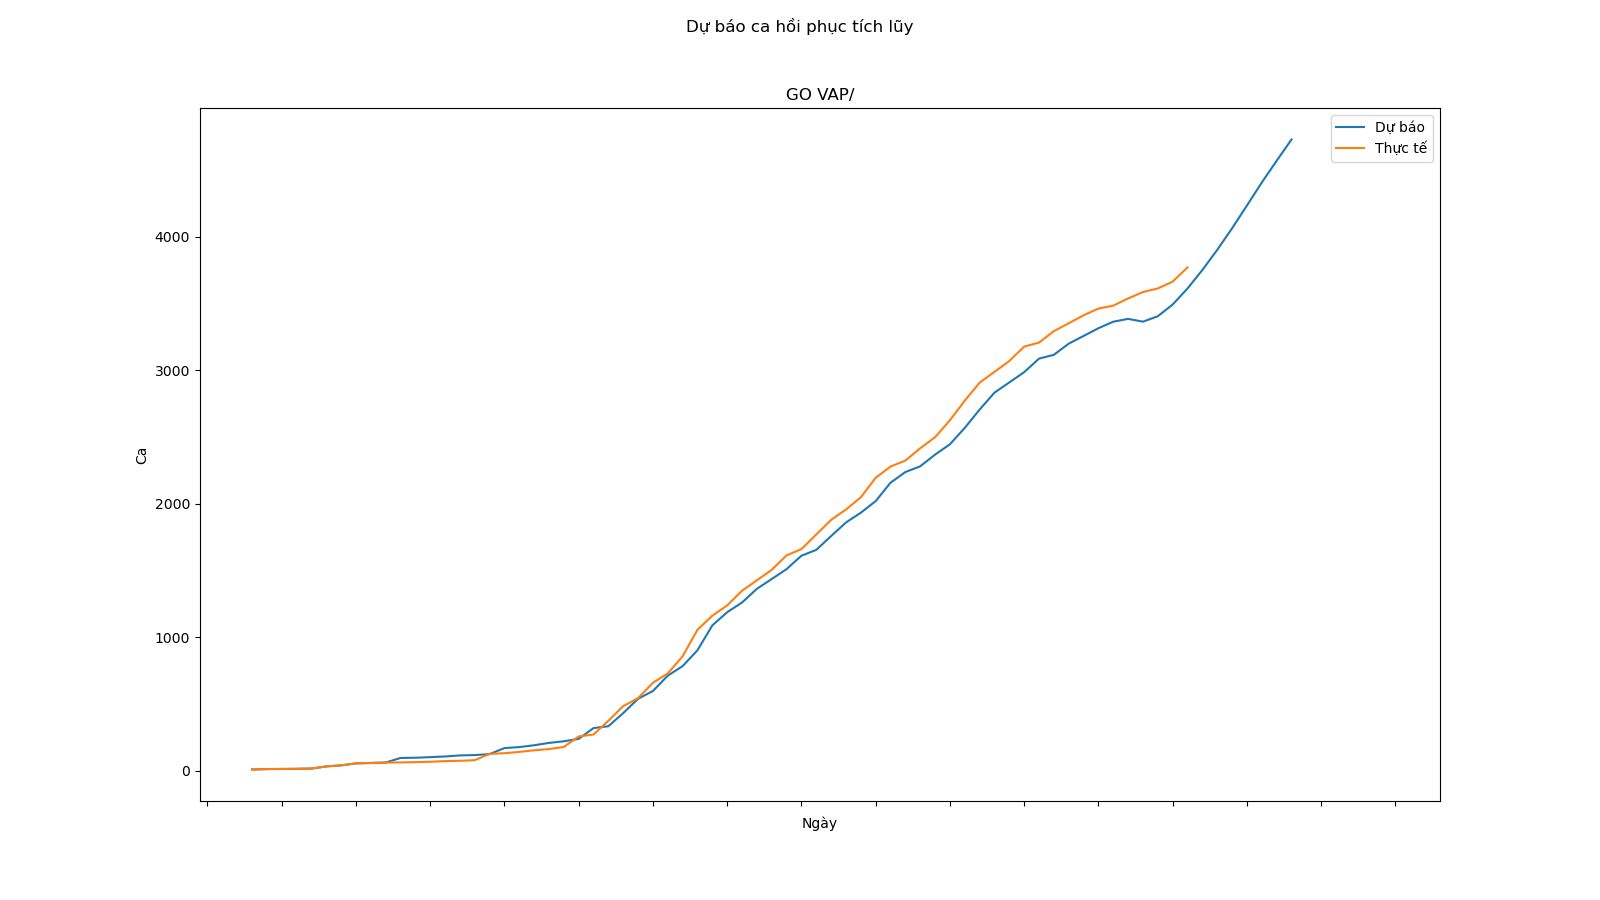 Dự báo ca hồi phục tích lũy
GO VAP/
Dự báo
Thực tế
4000
3000
2000
1000
0
Ca
Ngày